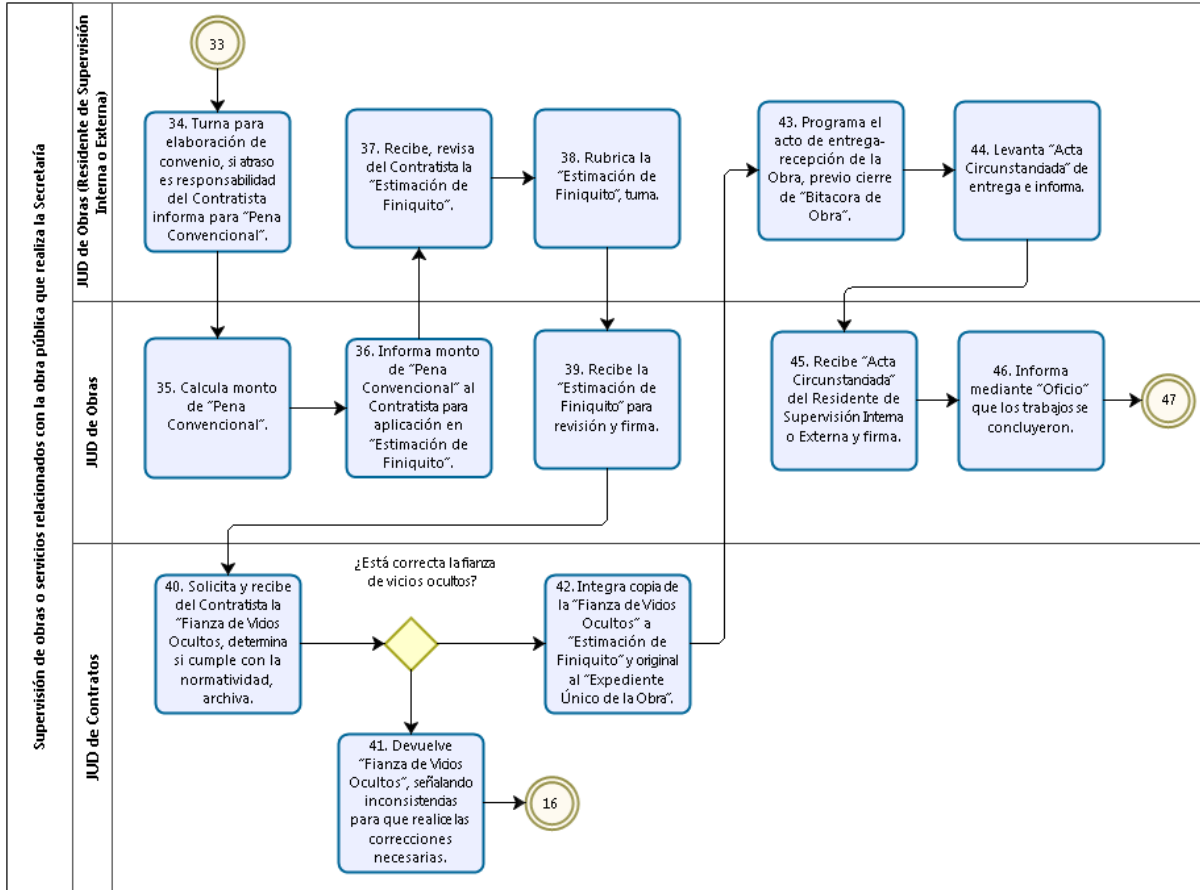 Supervisión de obras o servicios relacionados con la obra pública que realiza la Secretaría
JUD de Obras (Residente de Supervisión
Interna o Externa)
33
34. Turna para
elaboración de
convenio, si atraso
es responsabilidad
del Contratista
informa para “Pena
Convencional”.
37. Recibe, revisa
del Contratista la
“Estimación de
Finiquito”.
38. Rubrica la
“Estimación de
Finiquito”, turna.
43. Programa el
acto de entrega-
recepción de la
Obra, previo cierre
de “Bitacora de
Obra”.
44. Levanta “Acta
Circunstanciada” de
entrega e informa.
JUD de Obras
35. Calcula monto
de “Pena
Convencional”.
36. Informa monto
de “Pena
Convencional” al
Contratista para
aplicación en
“Estimación de
Finiquito”.
39. Recibe la
“Estimación de
Finiquito” para
revisión y firma.
45. Recibe “Acta
Circunstanciada”
del Residente de
Supervisión Interna
o Externa y firma.
46. Informa
mediante “Oficio”
que los trabajos se
concluyeron.
47
JUD de Contratos
40. Solicita y recibe
del Contratista la
“Fianza de Vicios
Ocultos, determina
si cumple con la
normatividad,
archiva.
¿Está correcta la fianza
de vicios ocultos?
42. Integra copia de
la “Fianza de Vicios
Ocultos” a
“Estimación de
Finiquito” y original
al “Expediente
Único de la Obra”.
41. Devuelve
“Fianza de Vicios
Ocultos”, señalando
inconsistencias
para que realice las
correcciones
necesarias.
16